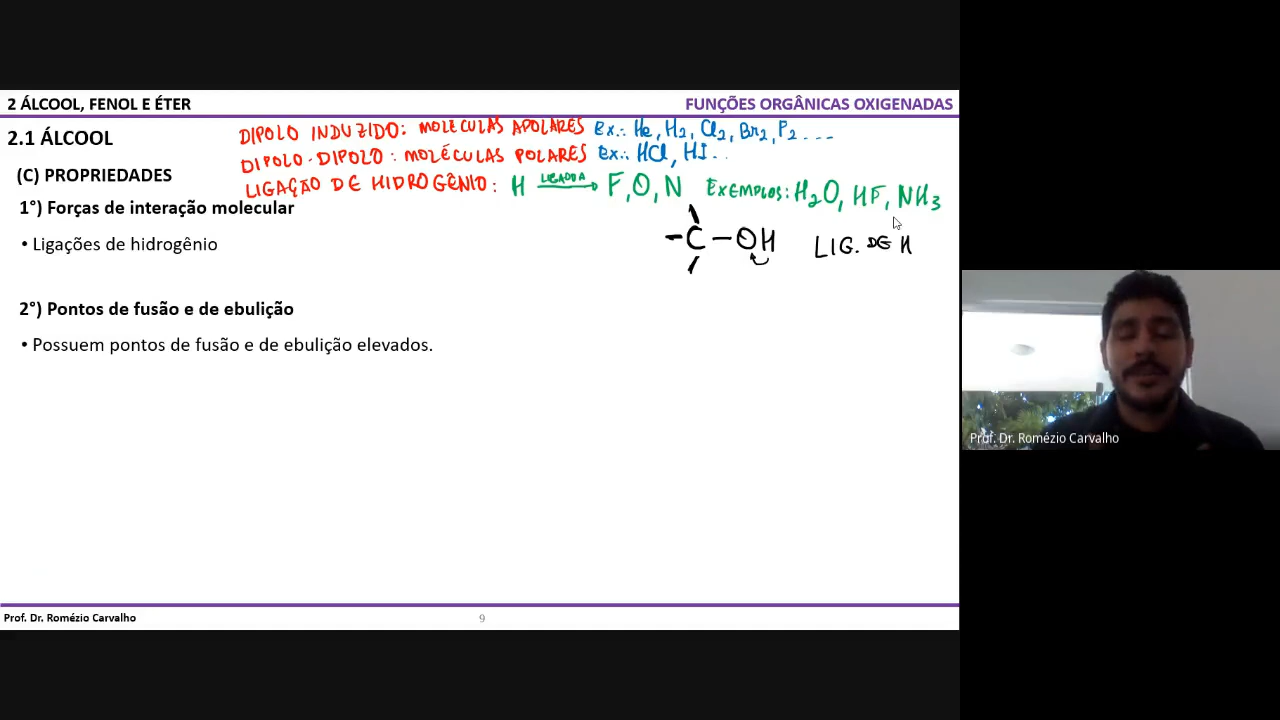 2 ÁLCOOL, FENOL E ÉTER
FUNÇÕES ORGÂNICAS OXIGENADAS
2.1 ÁLCOOL
DIPOLO INDUZIDO: MOLÉCULAS APOLARES Ex.: He, H2, Cl2, Br2, F2 ....
DIPOLO-DIPOLO: MOLÉCULAS POLARES Ex.: HCl, HI..
(C) PROPRIEDADES
LIGAÇÃO DE HIDROGÊNIO: H LIGADO A F, O, N EXEMPLOS: H2O, HF, NH3
1°) Forças de interação molecular
C OH LIG. DE H
• Ligações de hidrogênio
2°) Pontos de fusão e de ebulição
• Possuem pontos de fusão e de ebulição elevados.
Prof. Dr. Romézio Carvalho
Prof. Dr. Romézio Carvalho
9